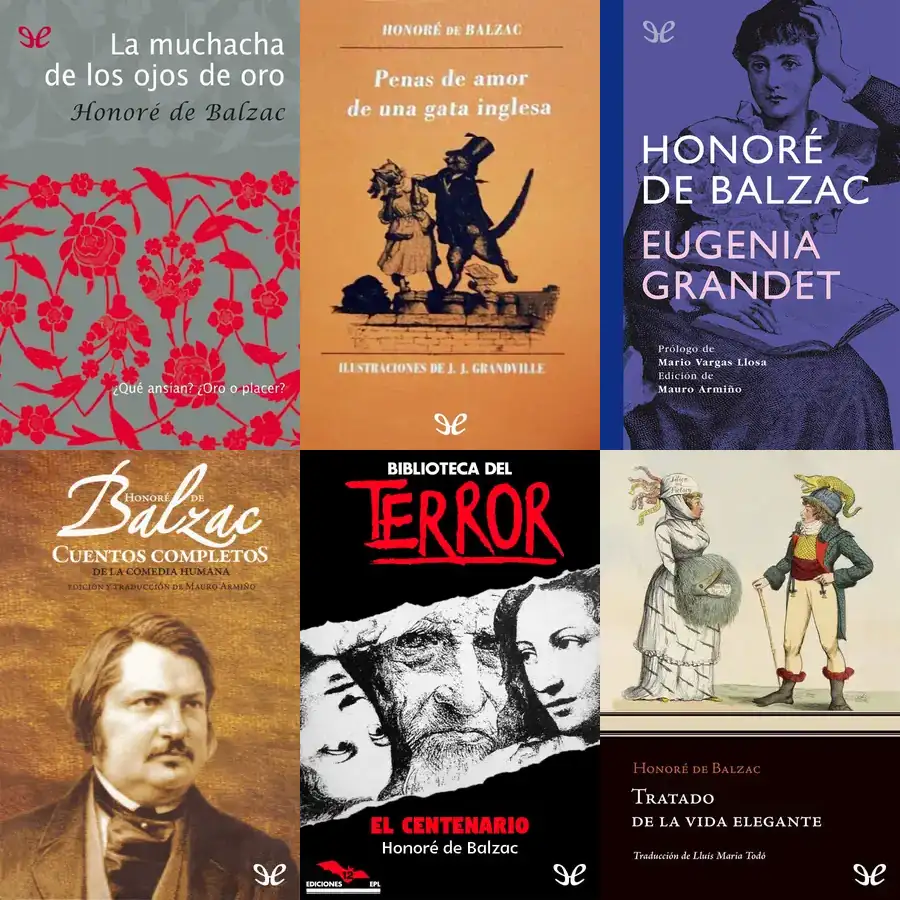 La muchacha
de los ojos de oro
Honoré de Balzac
¿Qué ansían? ¿Oro o placer?
HONORÉ DE BALZAC
Penas de amor
de una gata inglesa
ILUSTRACIONES DE J. J. GRANDVILLE
HONORÉ
DE BALZAC
EUGENIA
GRANDET
Prólogo de
Mario Vargas Llosa
Edición de
Mauro Armiño
HONORÉ DE
Balzac
CUENTOS COMPLETOS
DE LA COMEDIA HUMANA
EDICIÓN Y TRADUCCIÓN DE MAURO ARMIÑO
BIBLIOTECA DEL
TERROR
EL CENTENARIO
Honoré de Balzac
12
EDICIONES EPL
HONORÉ DE BALZAC
TRATADO
DE LA VIDA ELEGANTE
Traducción de Lluís Maria Todó